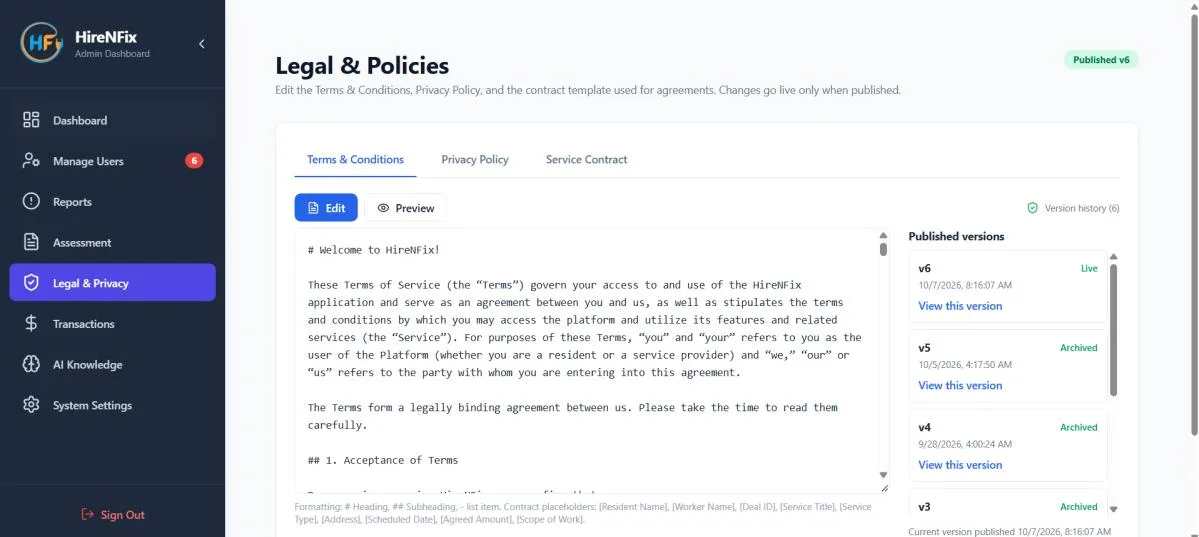 HF
HireNFix
Admin Dashboard
Dashboard
Manage Users
6
Reports
Assessment
Legal & Privacy
Transactions
AI Knowledge
System Settings
Sign Out
Legal & Policies
Published v6
Edit the Terms & Conditions, Privacy Policy, and the contract template used for agreements. Changes go live only when published.
Terms & Conditions
Privacy Policy
Service Contract
Edit
Preview
Version history (6)
# Welcome to HireNFix!
These Terms of Service (the “Terms”) govern your access to and use of the HireNFix
application and serve as an agreement between you and us, as well as stipulates the terms
and conditions by which you may access the platform and utilize its features and related
services (the “Service”). For purposes of these Terms, “you” and “your” refers to you as the
user of the Platform (whether you are a resident or a service provider) and “we,” “our” or
“us” refers to the party with whom you are entering into this agreement.
The Terms form a legally binding agreement between us. Please take the time to read them
carefully.
## 1. Acceptance of Terms
Formatting: # Heading, ## Subheading, - list item. Contract placeholders: [Resident Name], [Worker Name], [Deal ID], [Service Title], [Service
Type], [Address], [Scheduled Date], [Agreed Amount], [Scope of Work].
Published versions
v6
Live
10/7/2026, 8:16:07 AM
View this version
v5
Archived
10/5/2026, 4:17:50 AM
View this version
v4
Archived
9/28/2026, 4:00:24 AM
View this version
v3
Archived
Current version published 10/7/2026, 8:16:07 AM